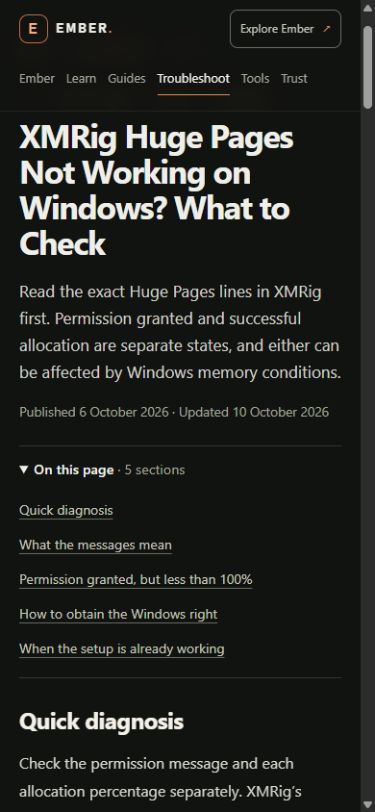 E EMBER.
Explore Ember ↗
Ember Learn Guides Troubleshoot Tools Trust
XMRig Huge Pages
Not Working on
Windows? What to
Check
Read the exact Huge Pages lines in XMRig
first. Permission granted and successful
allocation are separate states, and either can
be affected by Windows memory conditions.
Published 6 October 2026 · Updated 10 October 2026
▼ On this page · 5 sections
Quick diagnosis
What the messages mean
Permission granted, but less than 100%
How to obtain the Windows right
When the setup is already working
Quick diagnosis
Check the permission message and each
allocation percentage separately. XMRig's